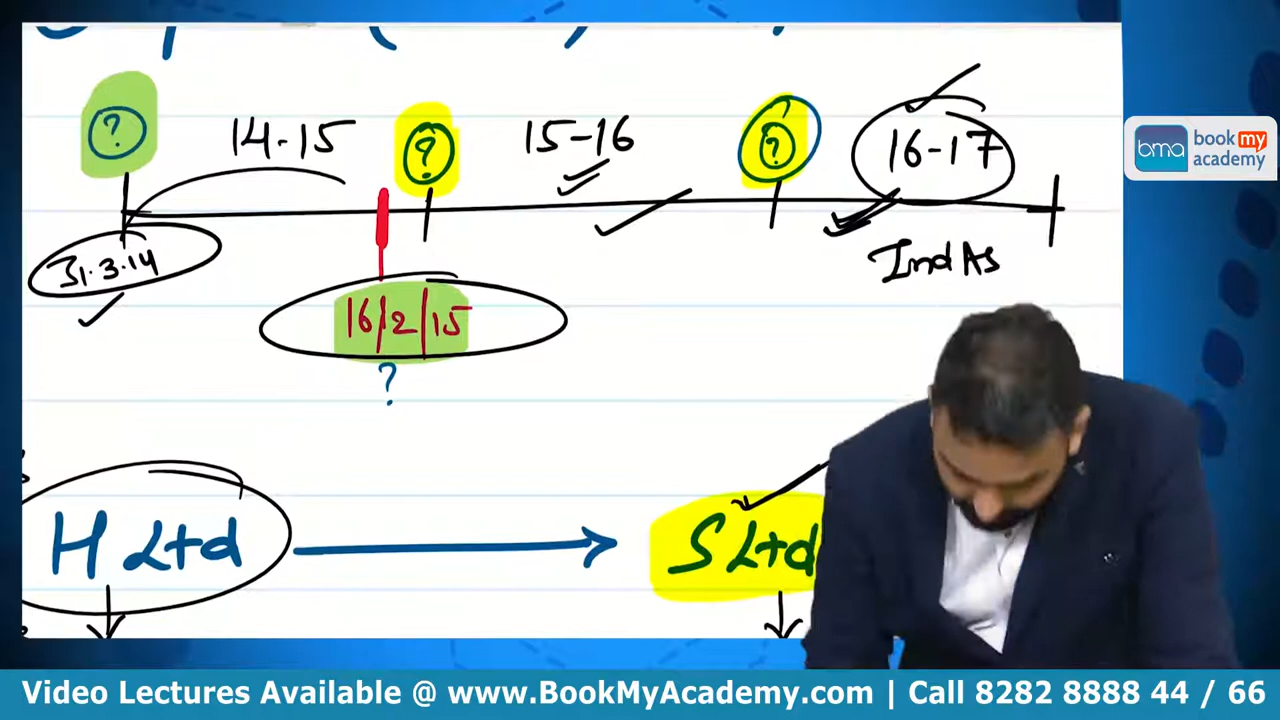 ?
14-15
?
15-16
?
16-17
31.3.14
16/2/15
?
Ind AS
H Ltd
S Ltd
bma
book my academy
Video Lectures Available @ www.BookMyAcademy.com | Call 8282 8888 44 / 66